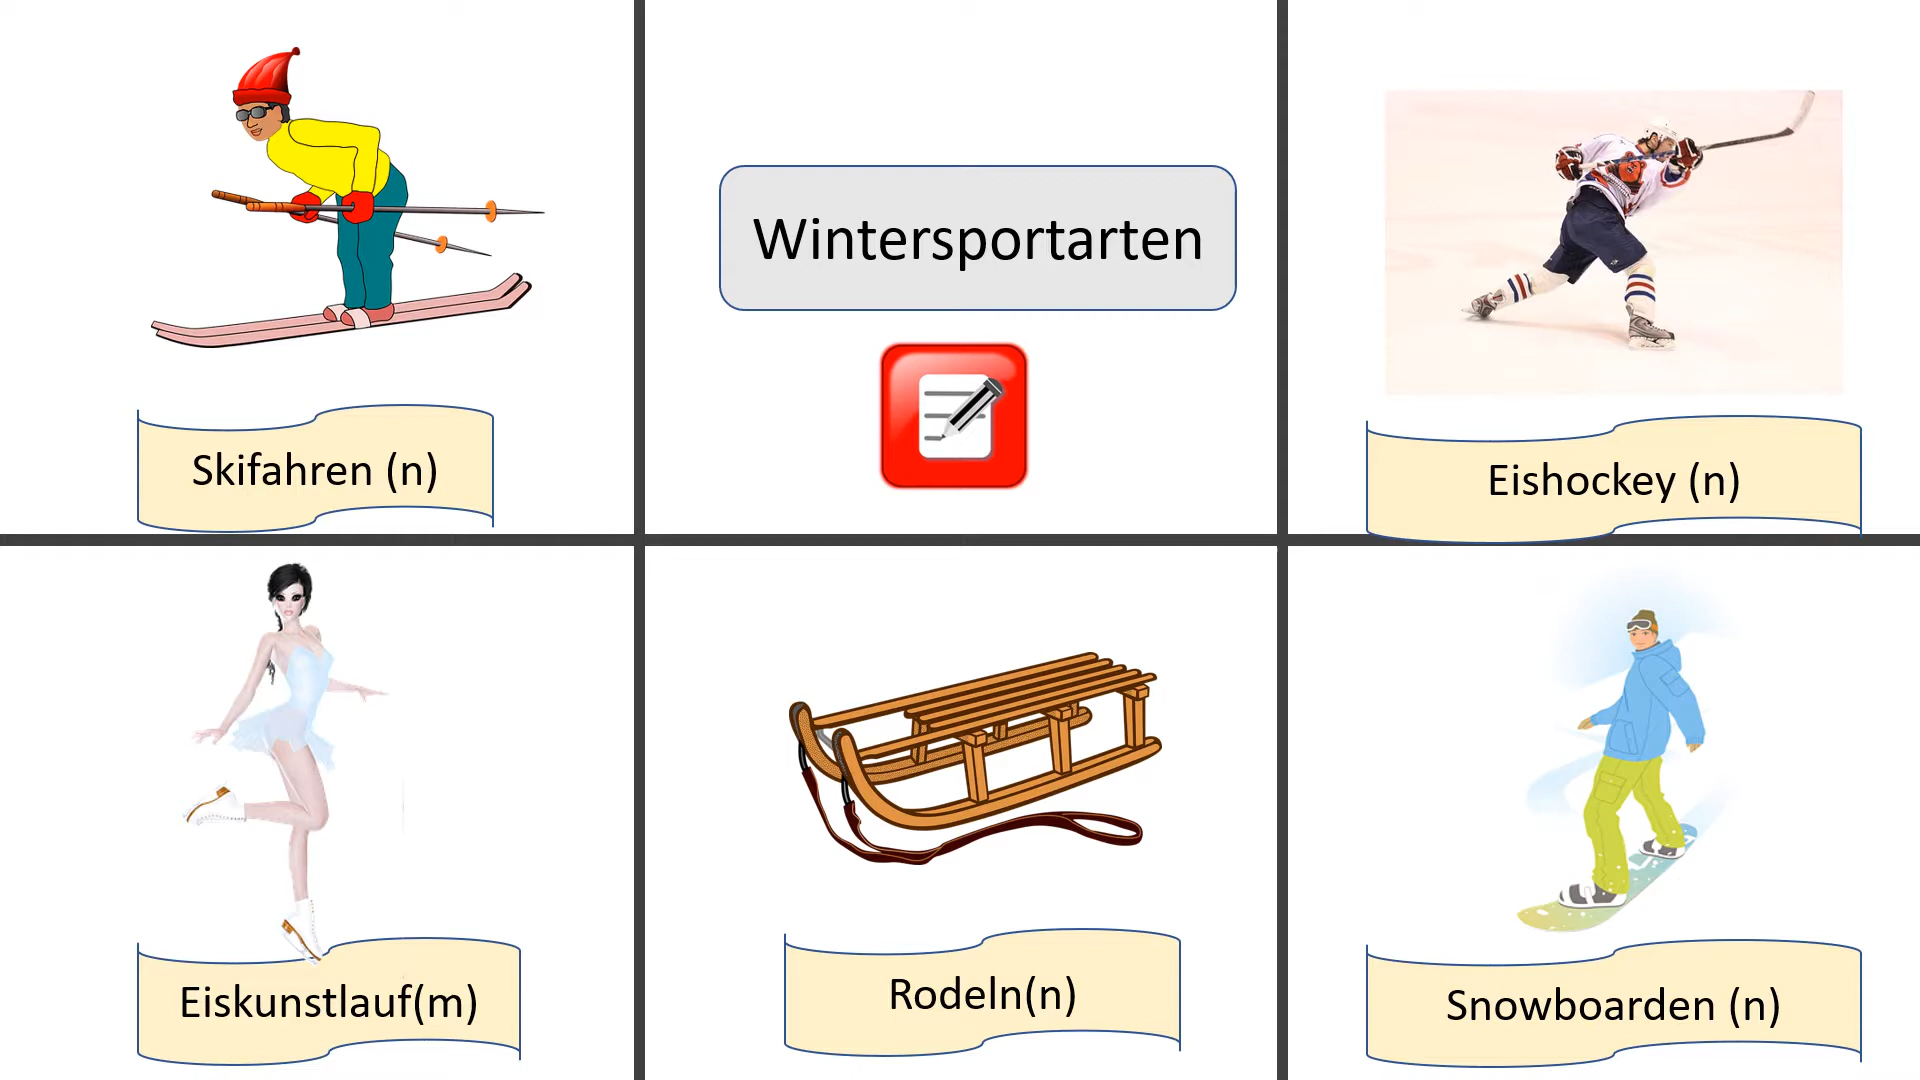 Wintersportarten
Skifahren (n)
Eishockey (n)
Eiskunstlauf(m)
Rodeln(n)
Snowboarden (n)